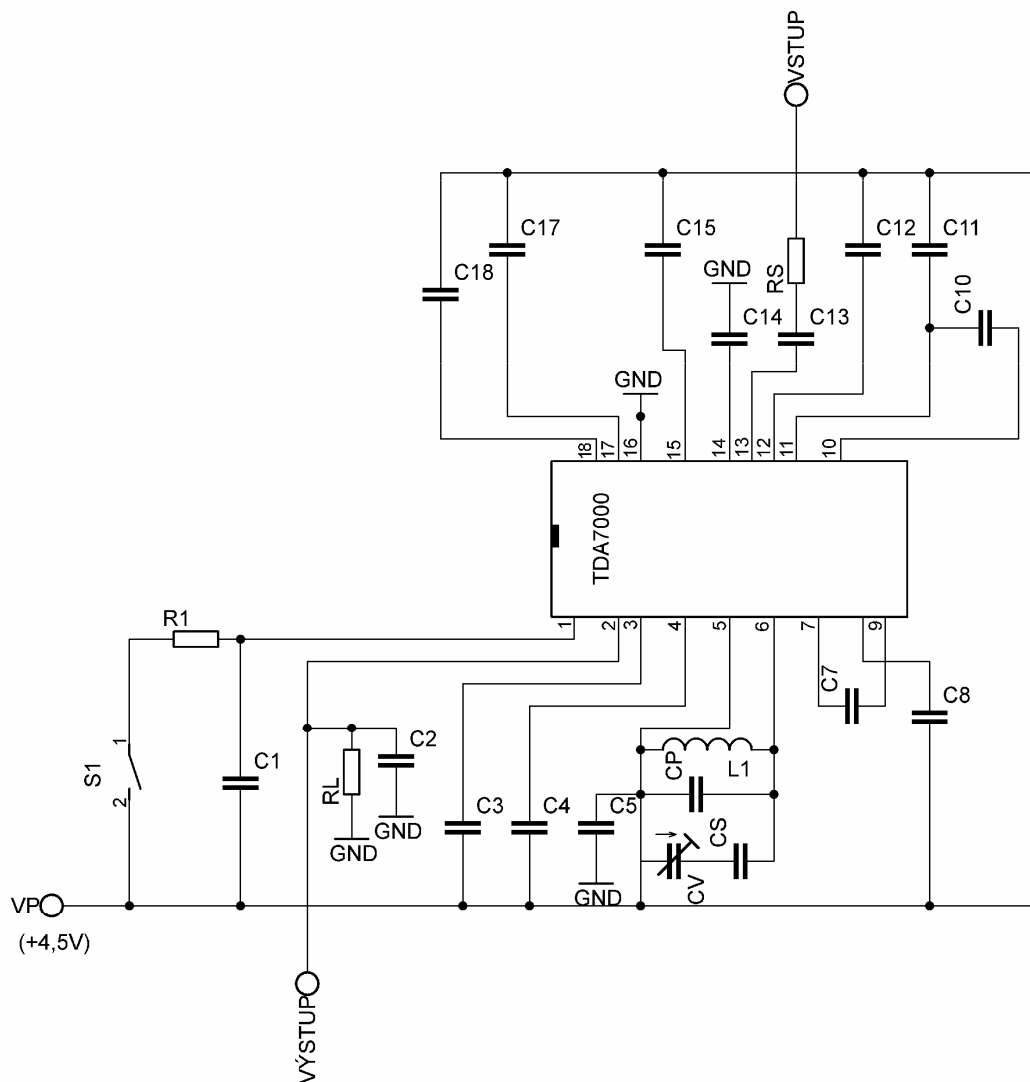 VSTUP
C17
C15
C12
C11
C18
GND
RS
C10
C14
C13
GND
18
17
16
15
14
13
12
11
10
TDA7000
R1
1
2
3
4
5
6
7
9
C7
C8
1
S1
2
C1
RL
C2
GND
GND
C3
C4
C5
CP
L1
CS
CV
GND
VP
(+4,5V)
VÝSTUP